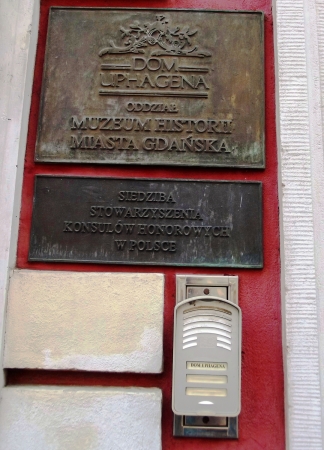 DOM
UPHAGENA
ODDZIAŁ
MUZEUM HISTORII
MIASTA GDAŃSKA
SIEDZIBA
STOWARZYSZENIA
KONSULÓW HONOROWYCH
W POLSCE
DOM UPHAGENA